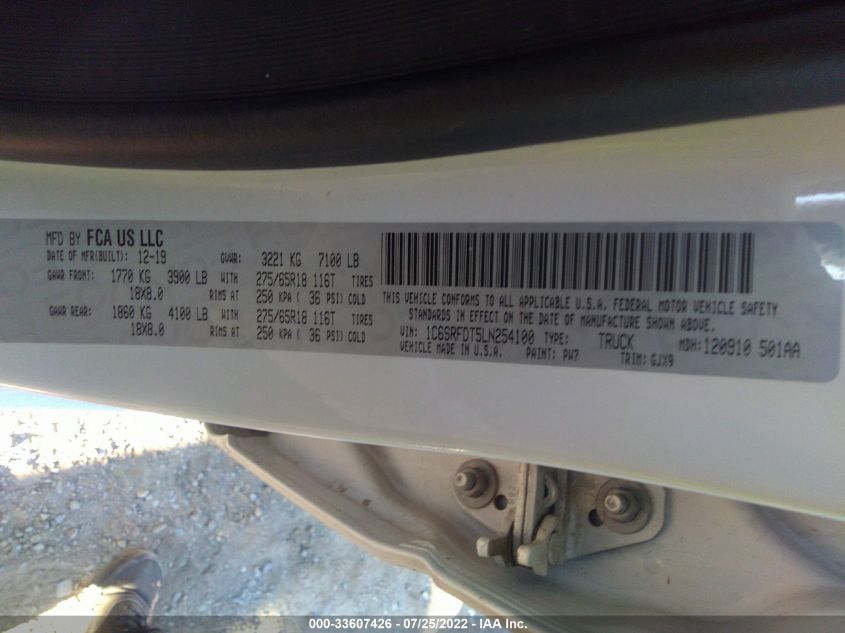 MFD BY FCA US LLC
DATE OF MFR(BUILT): 12-19 GVWR: 3221 KG 7100 LB
GAWR FRONT: 1770 KG 3900 LB WITH 275/65R18 116T TIRES
18X8.0 RIMS AT 250 KPA ( 36 PSI) COLD
GAWR REAR: 1860 KG 4100 LB WITH 275/65R18 116T TIRES
18X8.0 RIMS AT 250 KPA ( 36 PSI) COLD
THIS VEHICLE CONFORMS TO ALL APPLICABLE U.S.A. FEDERAL MOTOR VEHICLE SAFETY
STANDARDS IN EFFECT ON THE DATE OF MANUFACTURE SHOWN ABOVE.
VIN: 1C6SRFDT5LN254100 TYPE: TRUCK MDH: 120910 501AA
VEHICLE MADE IN U.S.A. PAINT: PW7 TRIM: GJX9
000-33607426 - 07/25/2022 - IAA Inc.